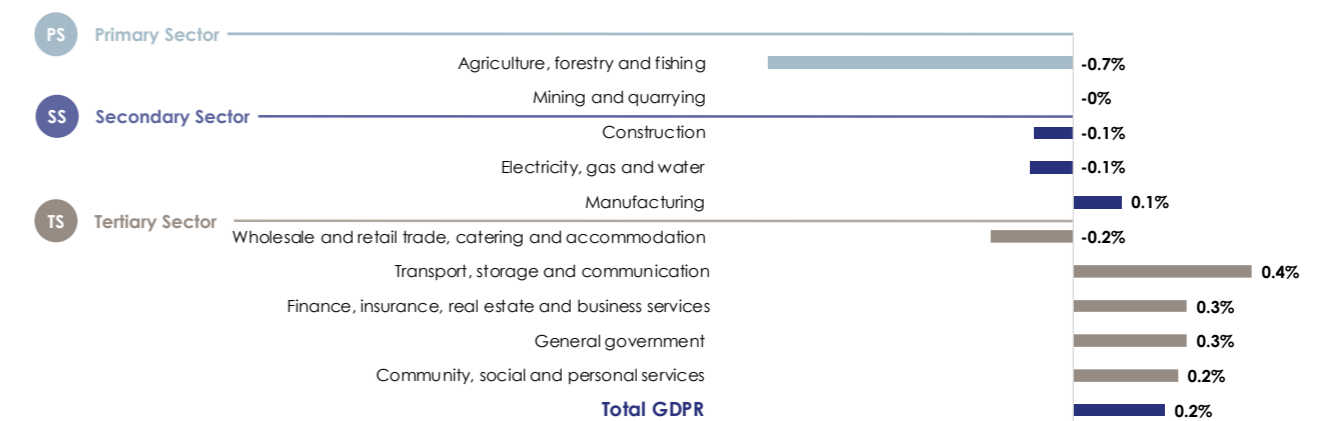 PS Primary Sector
Agriculture, forestry and fishing -0.7%
Mining and quarrying -0%
SS Secondary Sector
Construction -0.1%
Electricity, gas and water -0.1%
Manufacturing 0.1%
TS Tertiary Sector
Wholesale and retail trade, catering and accommodation -0.2%
Transport, storage and communication 0.4%
Finance, insurance, real estate and business services 0.3%
General government 0.3%
Community, social and personal services 0.2%
Total GDPR 0.2%